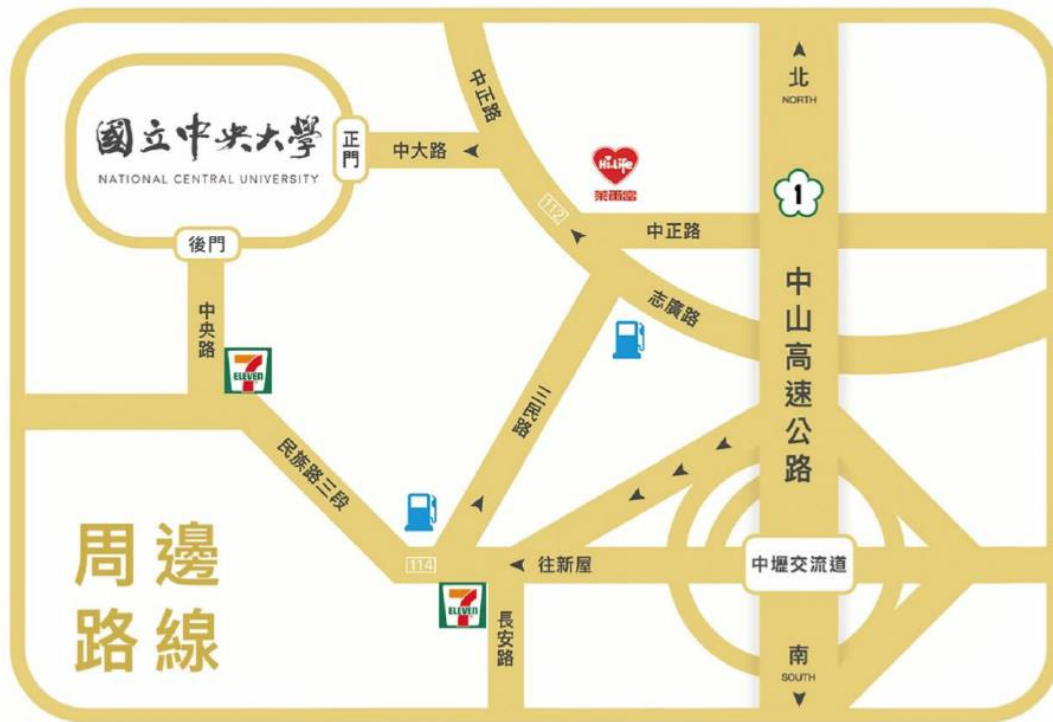 北
NORTH
中正路
國立中央大學
NATIONAL CENTRAL UNIVERSITY
正門
中大路
Hi-Life
萊爾富
1
112
中正路
後門
中山高速公路
志廣路
中央路
7
ELEVEN
三民路
民族路三段
周邊
路線
114
往新屋
中壢交流道
7
ELEVEN
長安路
南
SOUTH